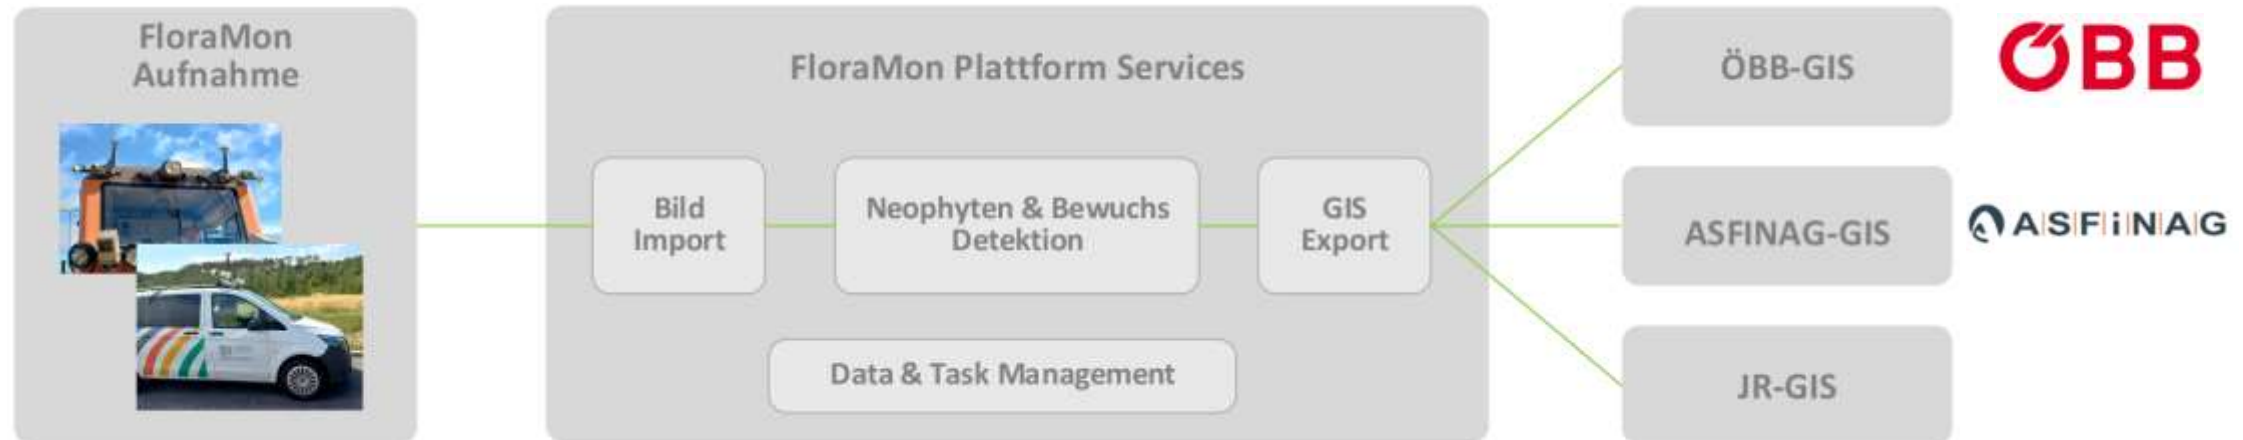 FloraMon
Aufnahme
FloraMon Plattform Services
Bild
Import
Neophyten & Bewuchs
Detektion
GIS
Export
Data & Task Management
ÖBB-GIS
ÖBB
ASFINAG-GIS
ASFiNAG
JR-GIS